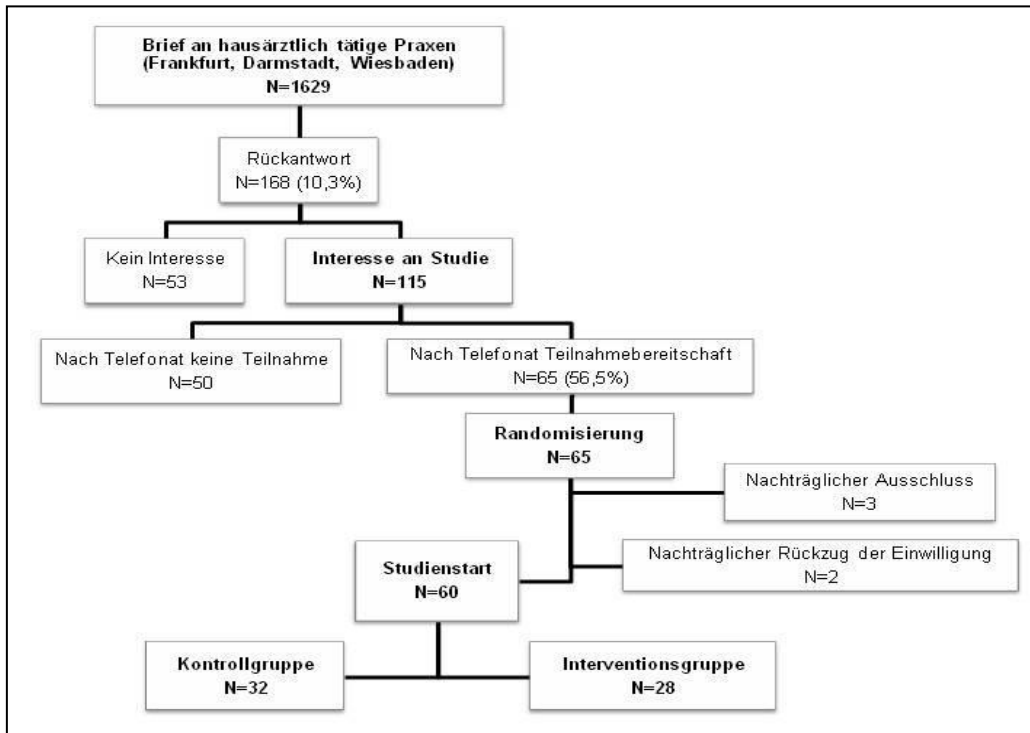 Brief an hausärztlich tätige Praxen
(Frankfurt, Darmstadt, Wiesbaden)
N=1629
Rückantwort
N=168 (10,3%)
Kein Interesse
N=53
Interesse an Studie
N=115
Nach Telefonat keine Teilnahme
N=50
Nach Telefonat Teilnahmebereitschaft
N=65 (56,5%)
Randomisierung
N=65
Nachträglicher Ausschluss
N=3
Nachträglicher Rückzug der Einwilligung
N=2
Studienstart
N=60
Kontrollgruppe
N=32
Interventionsgruppe
N=28